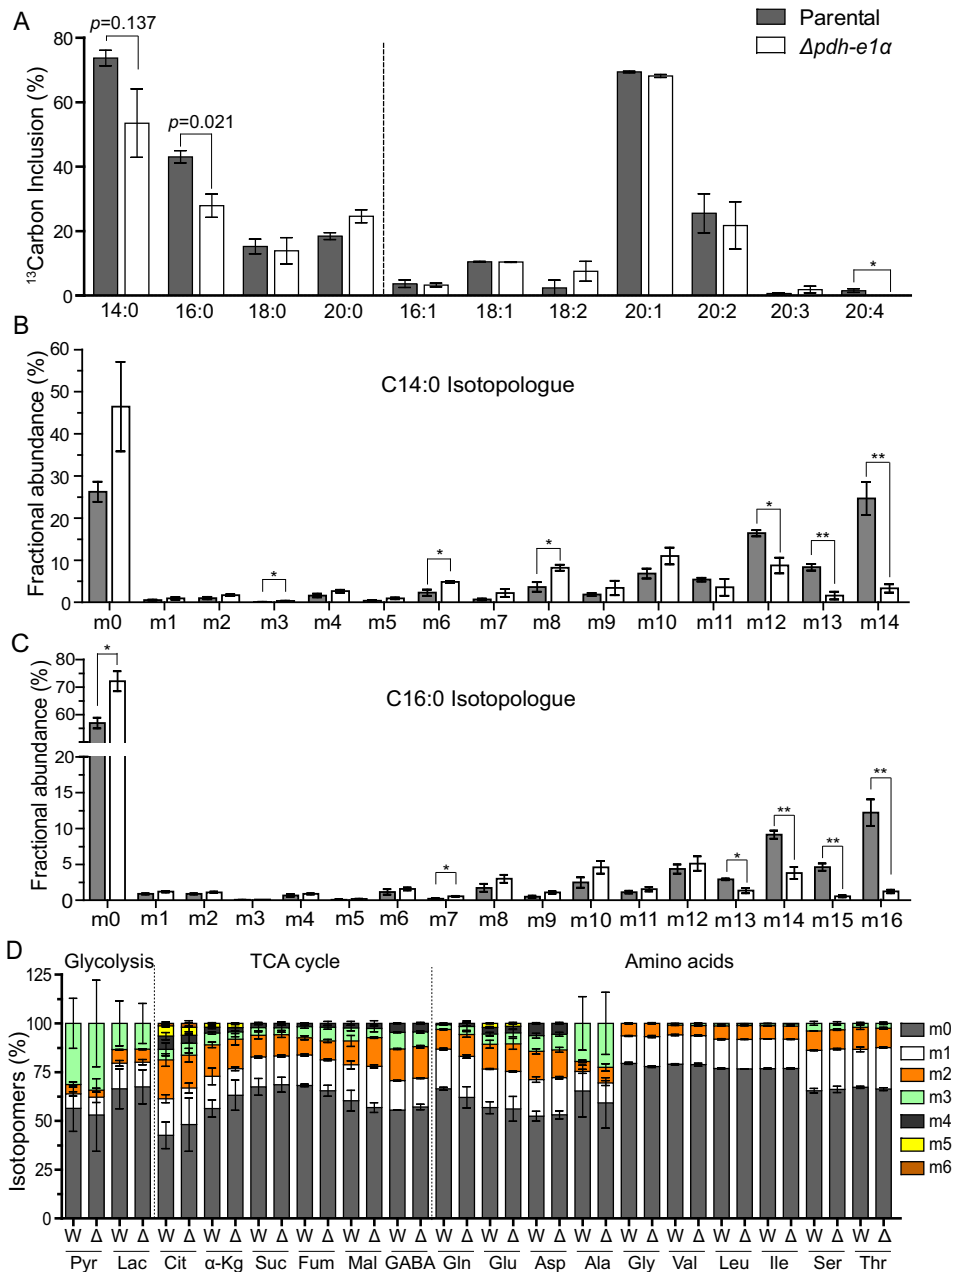 A
Parental
Δpdh-e1α
p=0.137
p=0.021
*
¹³Carbon Inclusion (%)
80
60
40
20
0
14:0 16:0 18:0 20:0 16:1 18:1 18:2 20:1 20:2 20:3 20:4
B
C14:0 Isotopologue
Fractional abundance (%)
60
50
40
30
20
10
0
* * * * ** **
m0 m1 m2 m3 m4 m5 m6 m7 m8 m9 m10 m11 m12 m13 m14
C
C16:0 Isotopologue
Fractional abundance (%)
80
70
60
20
15
10
5
0
* * * ** ** **
m0 m1 m2 m3 m4 m5 m6 m7 m8 m9 m10 m11 m12 m13 m14 m15 m16
D
Glycolysis TCA cycle Amino acids
Isotopomers (%)
125
100
75
50
25
0
m0
m1
m2
m3
m4
m5
m6
W Δ W Δ W Δ W Δ W Δ W Δ W Δ W Δ W Δ W Δ W Δ W Δ W Δ W Δ W Δ W Δ W Δ W Δ
Pyr Lac Cit α-Kg Suc Fum Mal GABA Gln Glu Asp Ala Gly Val Leu Ile Ser Thr